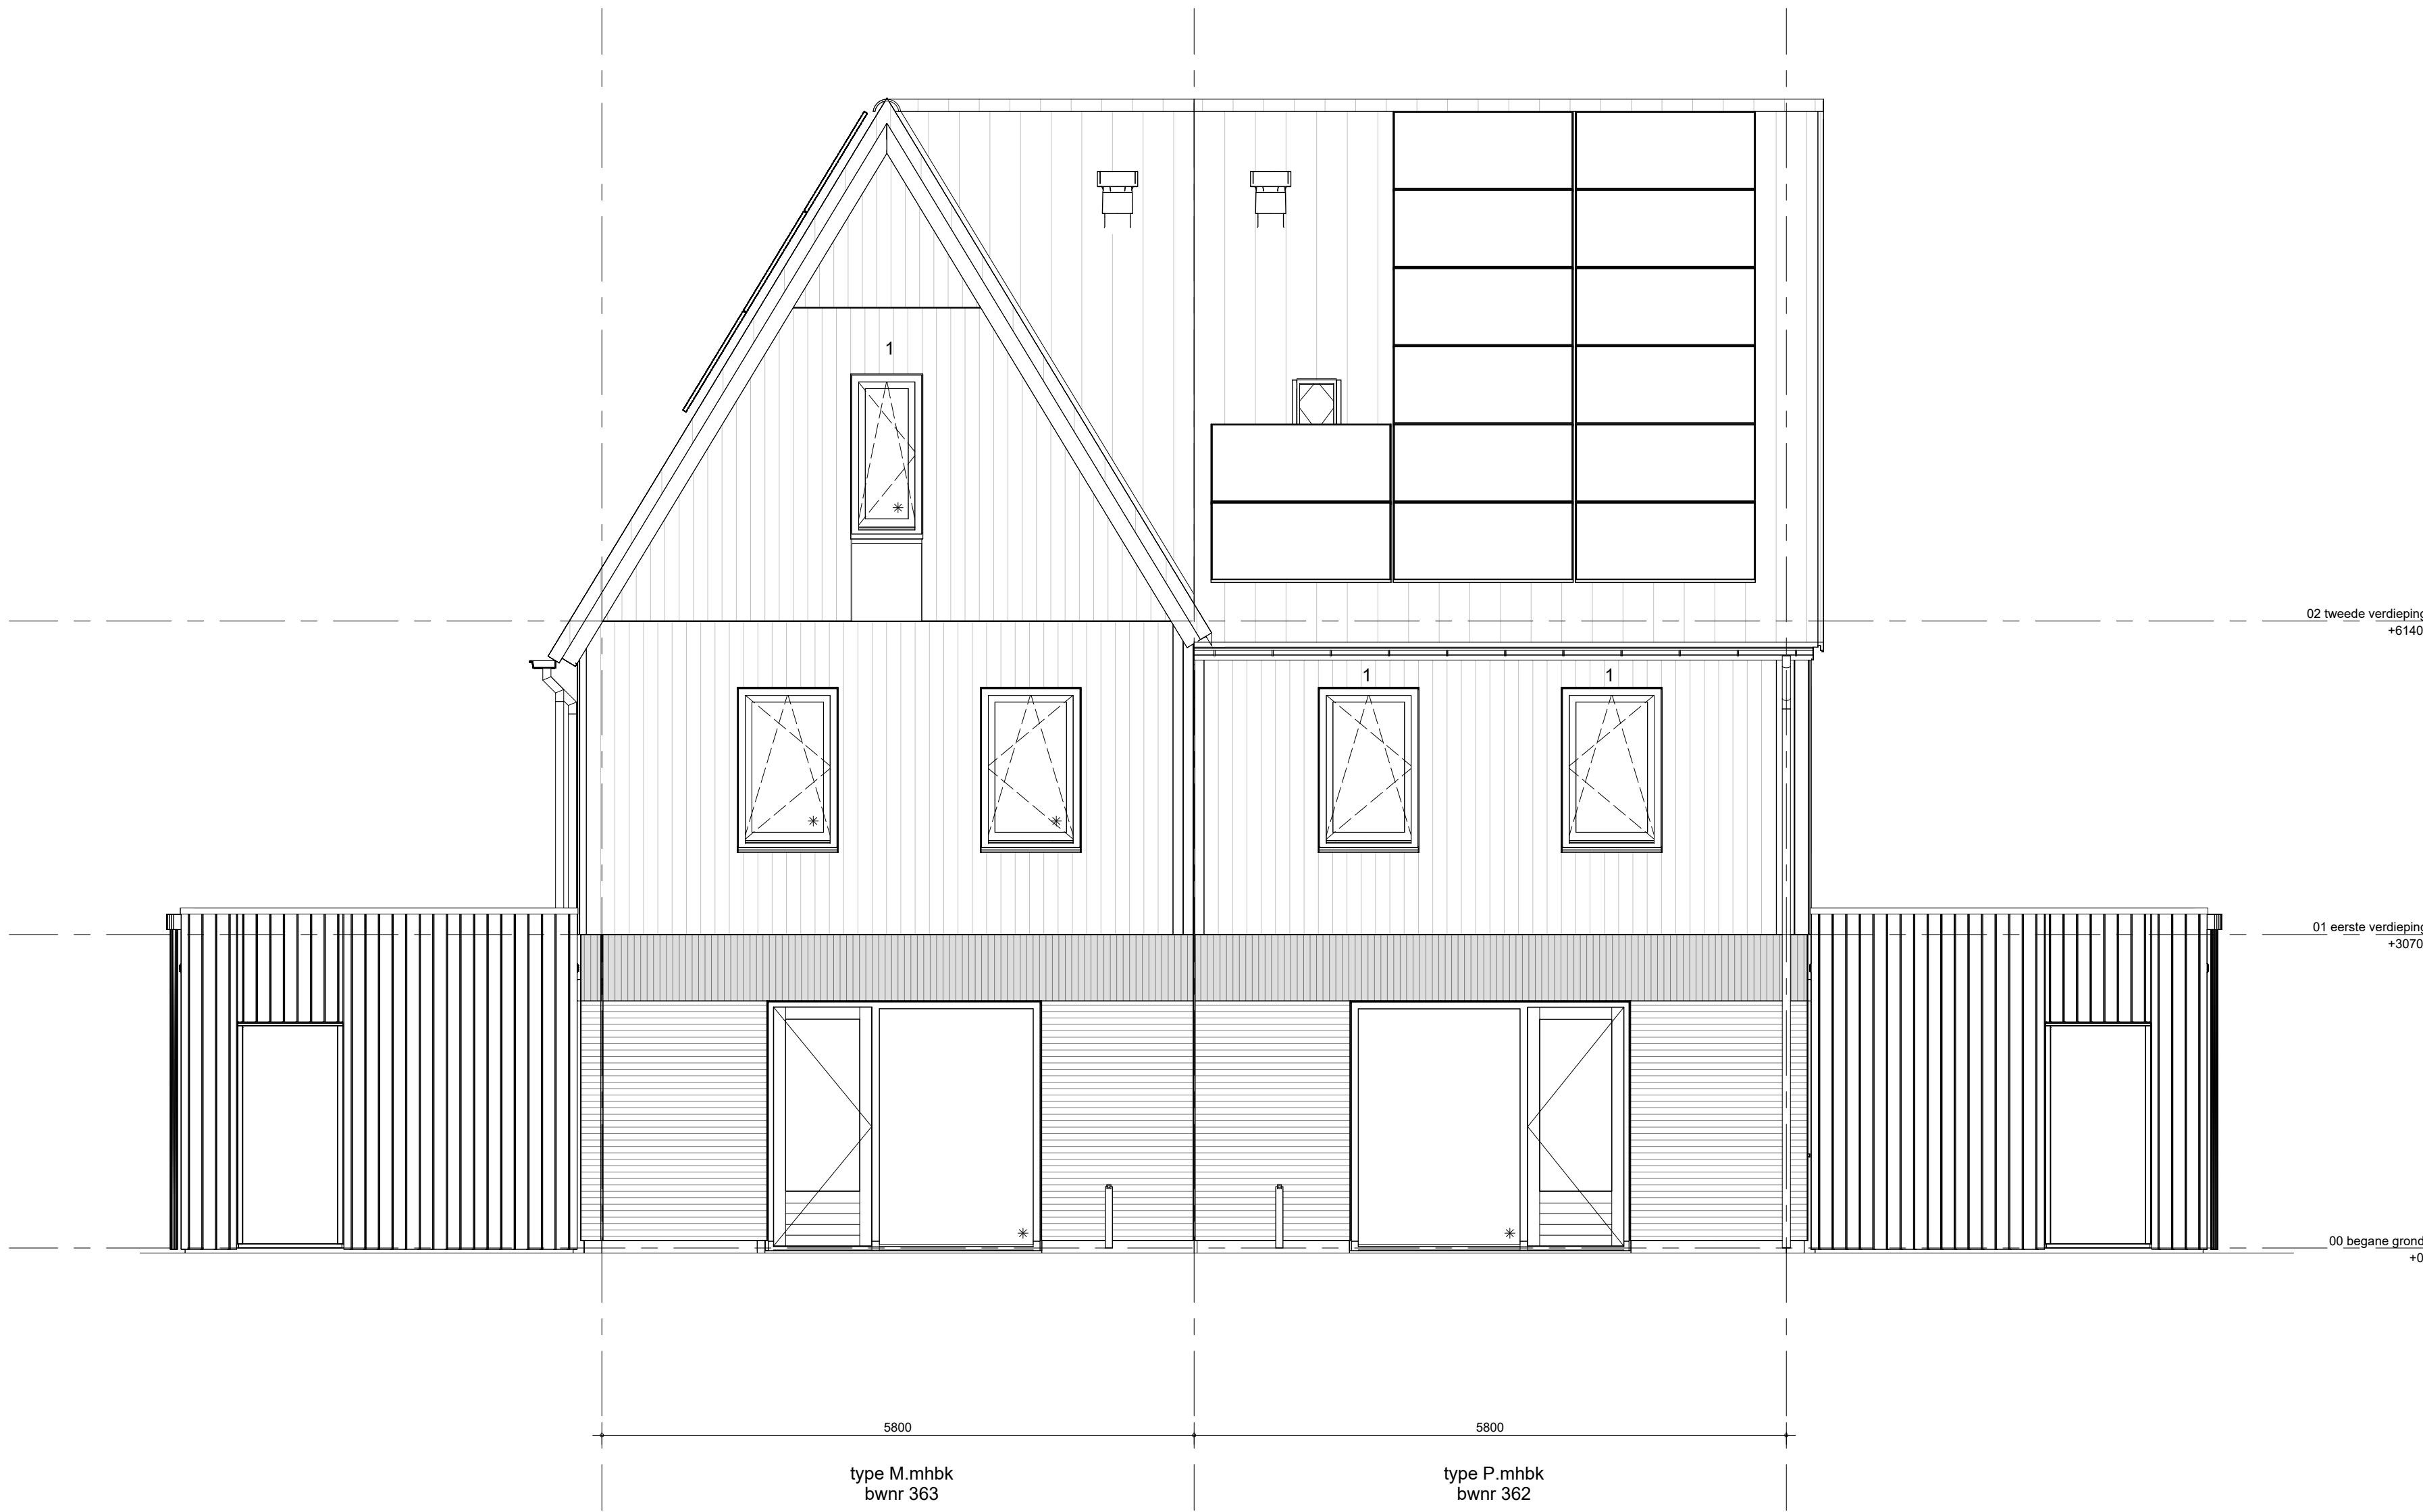 1
02 tweede verdieping
+6140
1
1
01 eerste verdieping
+3070
00 begane grond
+0
5800
5800
type M.mhbk
bwnr 363
type P.mhbk
bwnr 362